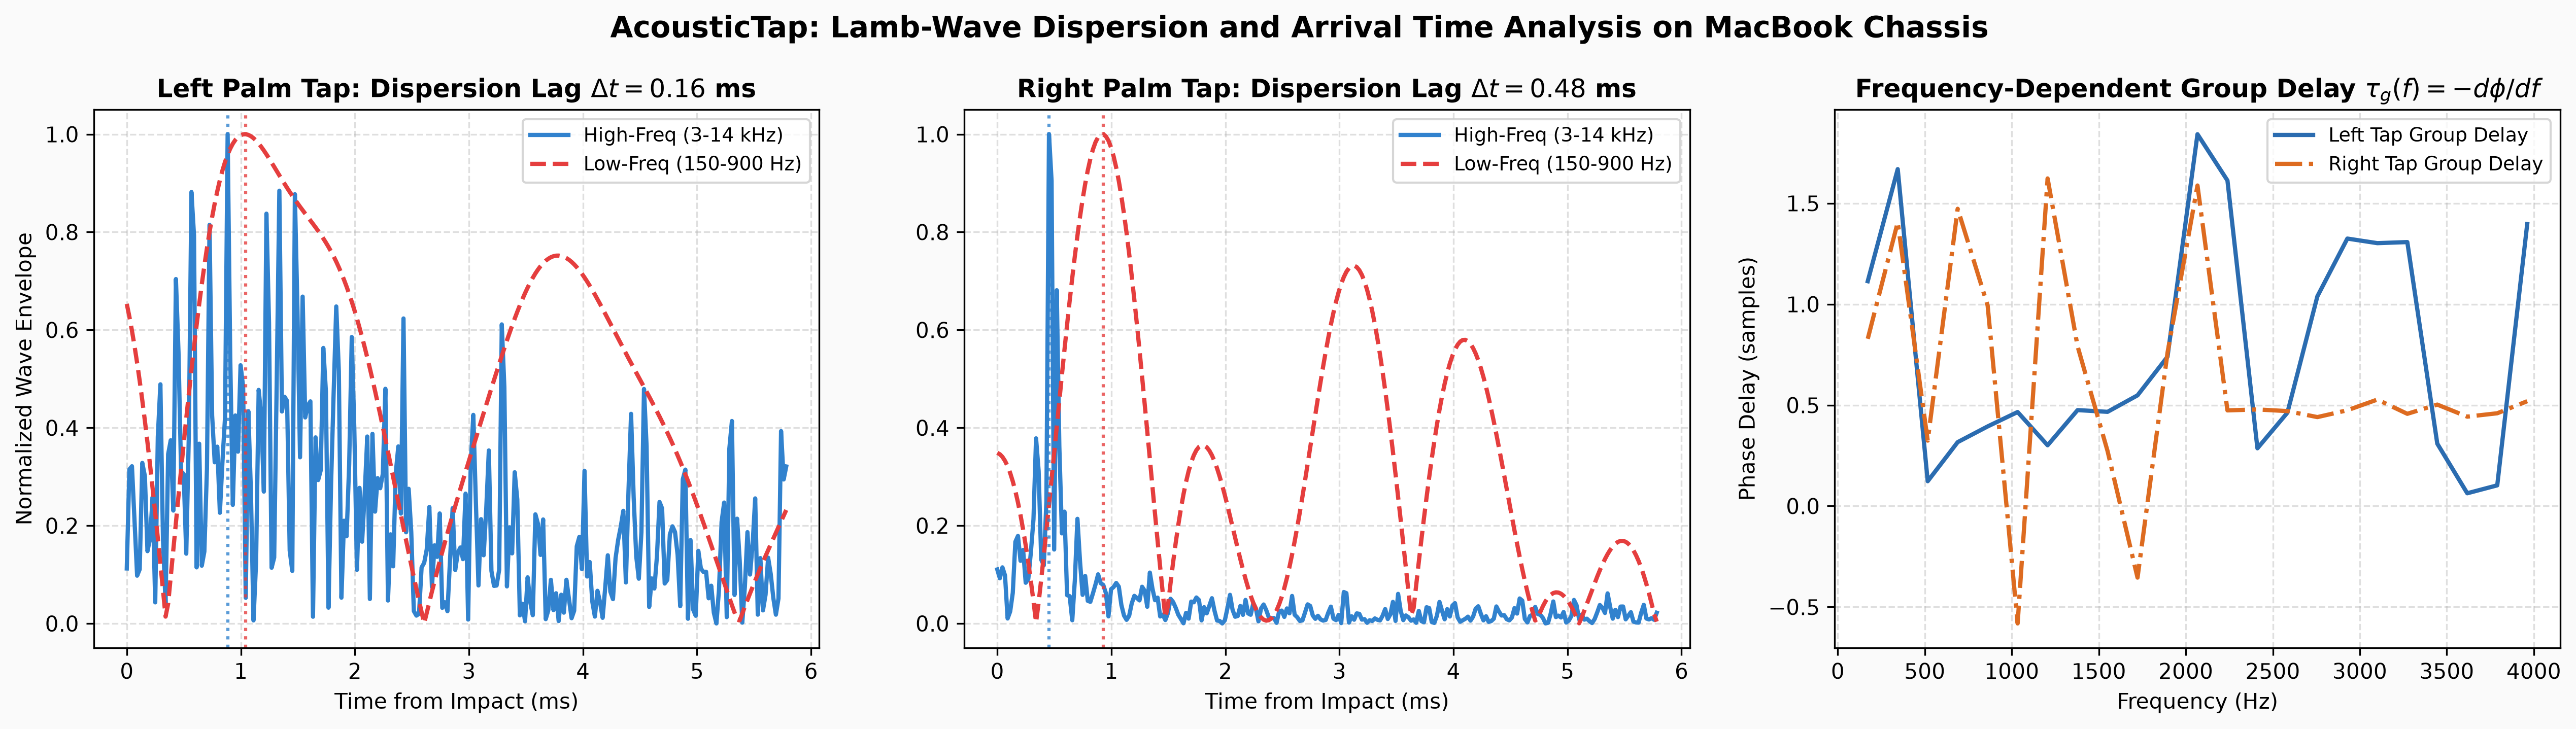 AcousticTap: Lamb-Wave Dispersion and Arrival Time Analysis on MacBook Chassis
Left Palm Tap: Dispersion Lag Δt = 0.16 ms
High-Freq (3-14 kHz)
Low-Freq (150-900 Hz)
Normalized Wave Envelope
1.0
0.8
0.6
0.4
0.2
0.0
0 1 2 3 4 5 6
Time from Impact (ms)
Right Palm Tap: Dispersion Lag Δt = 0.48 ms
High-Freq (3-14 kHz)
Low-Freq (150-900 Hz)
1.0
0.8
0.6
0.4
0.2
0.0
0 1 2 3 4 5 6
Time from Impact (ms)
Frequency-Dependent Group Delay τg(f) = −dϕ/df
Left Tap Group Delay
Right Tap Group Delay
Phase Delay (samples)
1.5
1.0
0.5
0.0
−0.5
0 500 1000 1500 2000 2500 3000 3500 4000
Frequency (Hz)